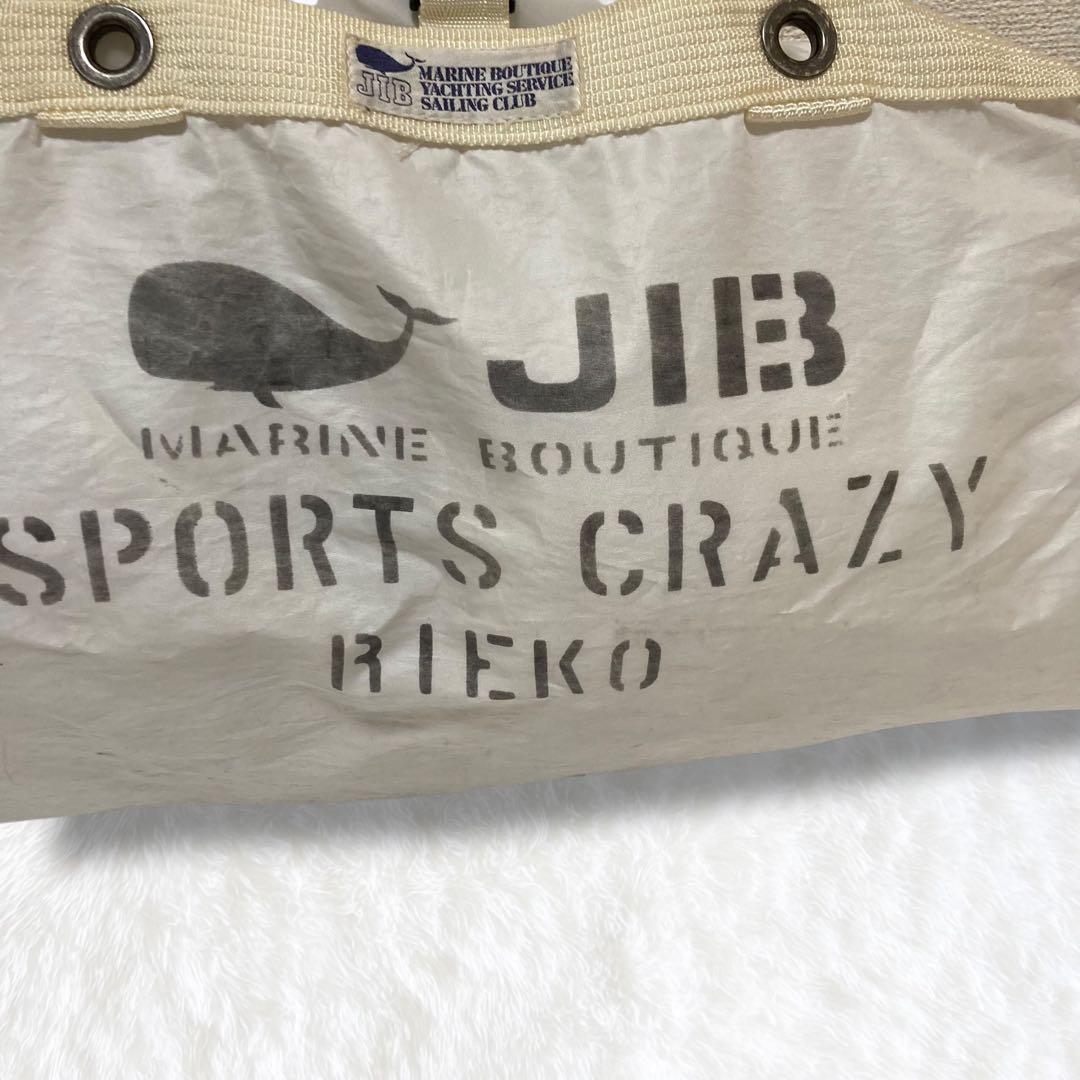 JIB
MARINE BOUTIQUE
YACHTING SERVICE
SAILING CLUB
JIB
MARINE BOUTIQUE
SPORTS CRAZY
RIEKO